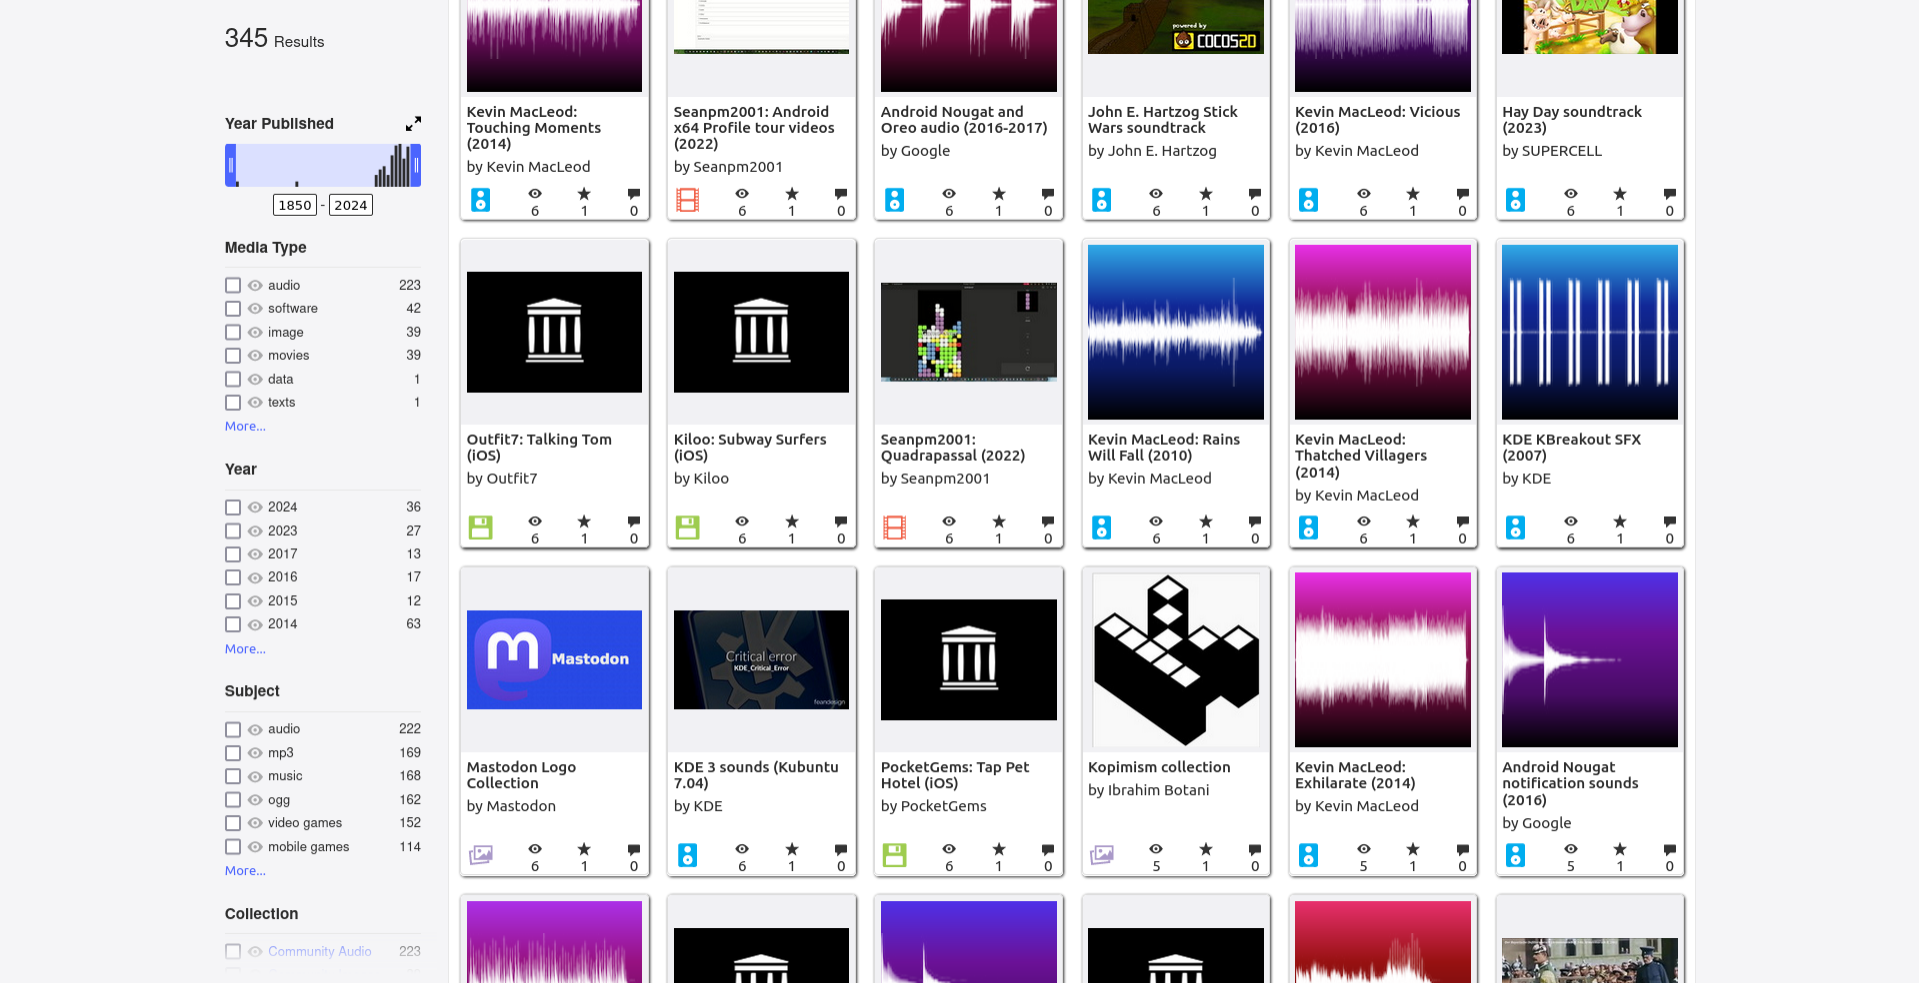 345 Results
Year Published
1850 - 2024
Media Type
audio 223
software 42
image 39
movies 39
data 1
texts 1
More...
Year
2024 36
2023 27
2017 13
2016 17
2015 12
2014 63
More...
Subject
audio 222
mp3 169
music 168
ogg 162
video games 152
mobile games 114
More...
Collection
Community Audio 223
powered by
COCOS2D
DAY
Kevin MacLeod:
Touching Moments
(2014)
by Kevin MacLeod
6 1 0
Seanpm2001: Android
x64 Profile tour videos
(2022)
by Seanpm2001
6 1 0
Android Nougat and
Oreo audio (2016-2017)
by Google
6 1 0
John E. Hartzog Stick
Wars soundtrack
by John E. Hartzog
6 1 0
Kevin MacLeod: Vicious
(2016)
by Kevin MacLeod
6 1 0
Hay Day soundtrack
(2023)
by SUPERCELL
6 1 0
Outfit7: Talking Tom
(iOS)
by Outfit7
6 1 0
Kiloo: Subway Surfers
(iOS)
by Kiloo
6 1 0
Seanpm2001:
Quadrapassal (2022)
by Seanpm2001
6 1 0
Kevin MacLeod: Rains
Will Fall (2010)
by Kevin MacLeod
6 1 0
Kevin MacLeod:
Thatched Villagers
(2014)
by Kevin MacLeod
6 1 0
KDE KBreakout SFX
(2007)
by KDE
6 1 0
Mastodon
Mastodon Logo
Collection
by Mastodon
6 1 0
Critical error
KDE_Critical_Error
feandesign
KDE 3 sounds (Kubuntu
7.04)
by KDE
6 1 0
PocketGems: Tap Pet
Hotel (iOS)
by PocketGems
6 1 0
Kopimism collection
by Ibrahim Botani
5 1 0
Kevin MacLeod:
Exhilarate (2014)
by Kevin MacLeod
5 1 0
Android Nougat
notification sounds
(2016)
by Google
5 1 0